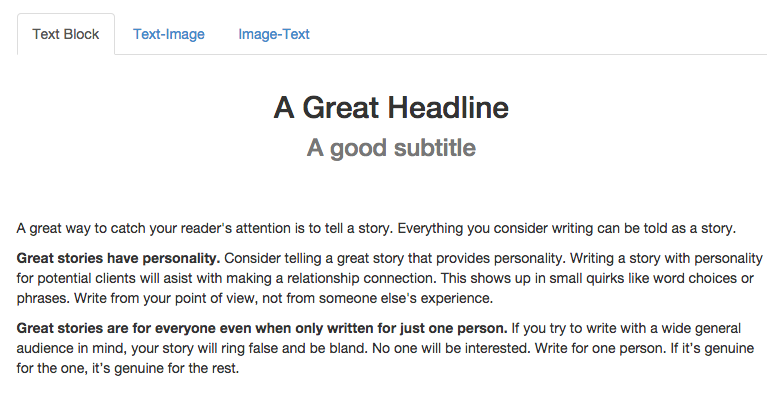 Text Block Text-Image Image-Text
A Great Headline
A good subtitle
A great way to catch your reader's attention is to tell a story. Everything you consider writing can be told as a story.
Great stories have personality. Consider telling a great story that provides personality. Writing a story with personality
for potential clients will asist with making a relationship connection. This shows up in small quirks like word choices or
phrases. Write from your point of view, not from someone else's experience.
Great stories are for everyone even when only written for just one person. If you try to write with a wide general
audience in mind, your story will ring false and be bland. No one will be interested. Write for one person. If it's genuine
for the one, it's genuine for the rest.